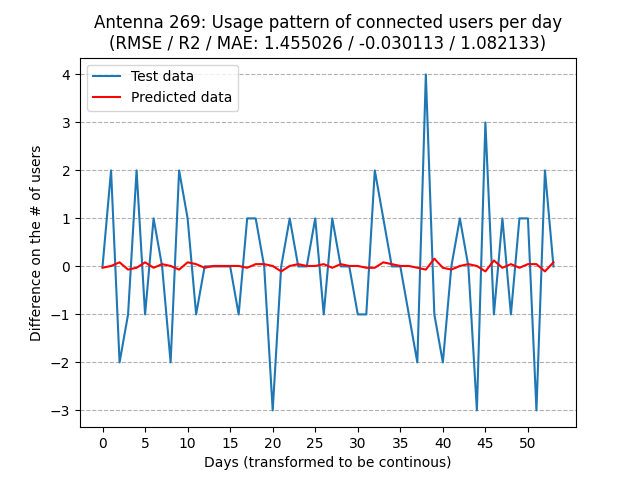 Antenna 269: Usage pattern of connected users per day
(RMSE / R2 / MAE: 1.455026 / -0.030113 / 1.082133)
Test data
Predicted data
4
3
2
1
0
−1
−2
−3
Difference on the # of users
0 5 10 15 20 25 30 35 40 45 50
Days (transformed to be continous)